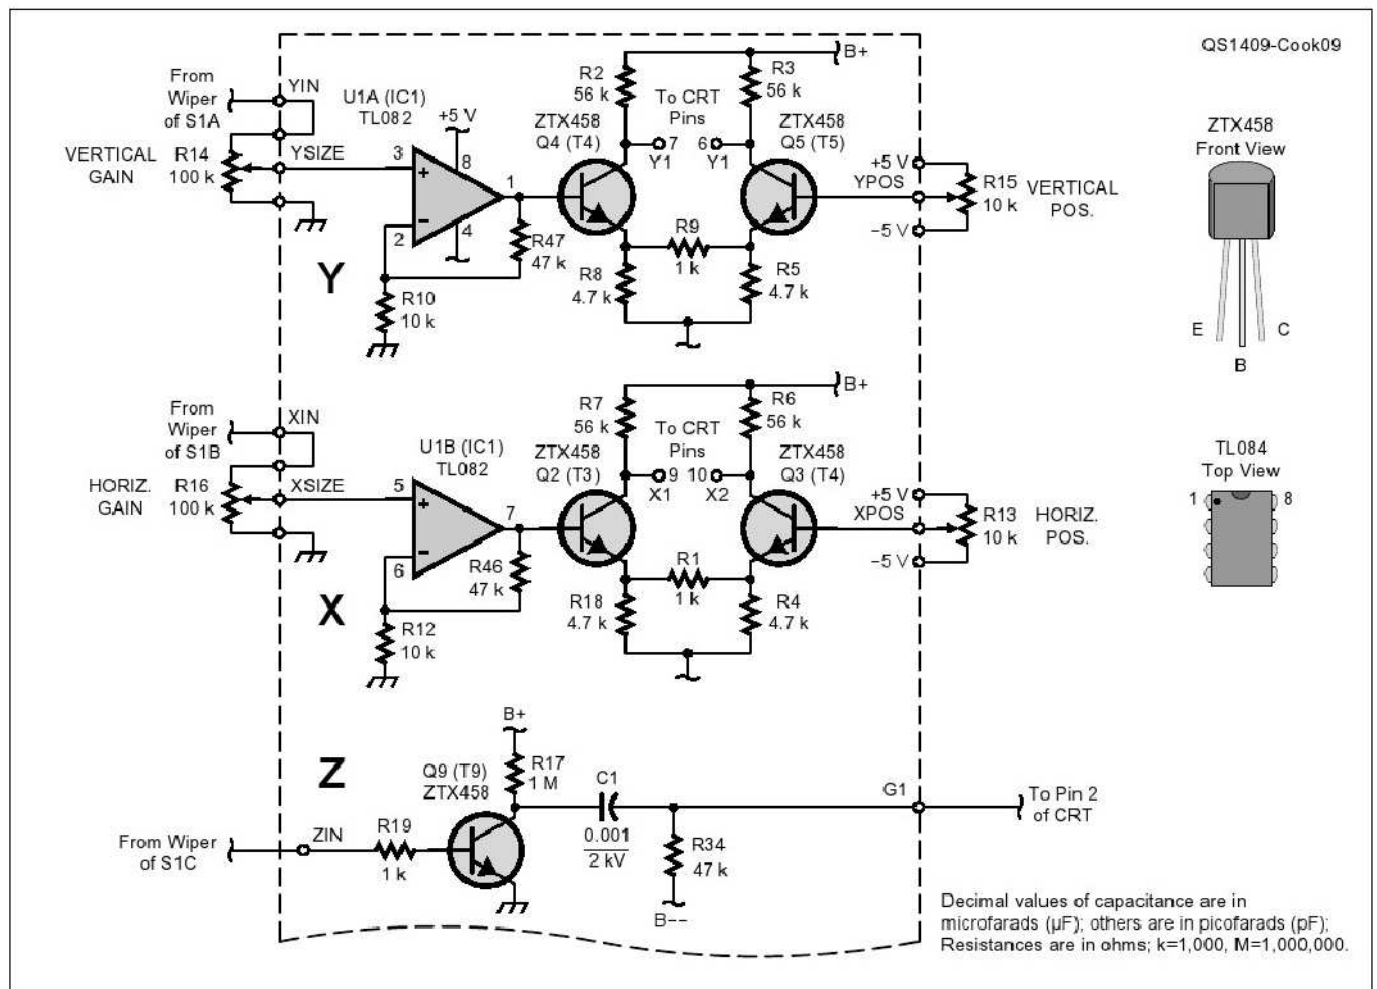 QS1409-Cook09
From
Wiper
of S1A
YIN
U1A (IC1)
TL082
+5 V
VERTICAL
GAIN
R14
100 k
YSIZE
3
8
+
1
−
2
4
R47
47 k
Y
R10
10 k
B+
R2
56 k
R3
56 k
To CRT
Pins
ZTX458
Q4 (T4)
7
Y1
6
Y1
ZTX458
Q5 (T5)
R9
1 k
R8
4.7 k
R5
4.7 k
+5 V
YPOS
−5 V
R15
10 k
VERTICAL
POS.
ZTX458
Front View
E
C
B
From
Wiper
of S1B
XIN
U1B (IC1)
TL082
HORIZ.
GAIN
R16
100 k
XSIZE
5
+
7
−
6
R46
47 k
X
R12
10 k
B+
R7
56 k
R6
56 k
To CRT
Pins
ZTX458
Q2 (T3)
9
X1
10
X2
ZTX458
Q3 (T4)
R1
1 k
R18
4.7 k
R4
4.7 k
+5 V
XPOS
−5 V
R13
10 k
HORIZ.
POS.
TL084
Top View
1
8
Z
B+
R17
1 M
Q9 (T9)
ZTX458
C1
0.001
2 kV
G1
To Pin 2
of CRT
From Wiper
of S1C
ZIN
R19
1 k
R34
47 k
B−−
Decimal values of capacitance are in
microfarads (µF); others are in picofarads (pF);
Resistances are in ohms; k=1,000, M=1,000,000.